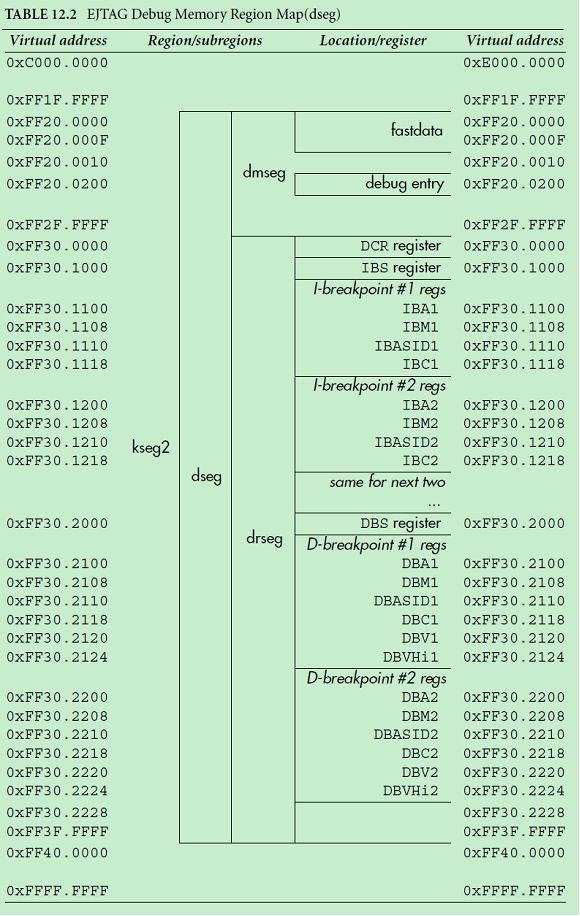 TABLE 12.2 EJTAG Debug Memory Region Map(dseg)
Virtual address Region/subregions Location/register Virtual address
0xC000.0000 0xE000.0000
0xFF1F.FFFF 0xFF1F.FFFF
0xFF20.0000 0xFF20.0000
fastdata
0xFF20.000F 0xFF20.000F
0xFF20.0010 0xFF20.0010
dmseg
0xFF20.0200 debug entry 0xFF20.0200
0xFF2F.FFFF 0xFF2F.FFFF
0xFF30.0000 DCR register 0xFF30.0000
0xFF30.1000 IBS register 0xFF30.1000
I-breakpoint #1 regs
0xFF30.1100 IBA1 0xFF30.1100
0xFF30.1108 IBM1 0xFF30.1108
0xFF30.1110 IBASID1 0xFF30.1110
0xFF30.1118 IBC1 0xFF30.1118
I-breakpoint #2 regs
0xFF30.1200 IBA2 0xFF30.1200
0xFF30.1208 IBM2 0xFF30.1208
0xFF30.1210 IBASID2 0xFF30.1210
kseg2
0xFF30.1218 IBC2 0xFF30.1218
dseg
same for next two
...
0xFF30.2000 DBS register 0xFF30.2000
drseg
D-breakpoint #1 regs
0xFF30.2100 DBA1 0xFF30.2100
0xFF30.2108 DBM1 0xFF30.2108
0xFF30.2110 DBASID1 0xFF30.2110
0xFF30.2118 DBC1 0xFF30.2118
0xFF30.2120 DBV1 0xFF30.2120
0xFF30.2124 DBVHi1 0xFF30.2124
D-breakpoint #2 regs
0xFF30.2200 DBA2 0xFF30.2200
0xFF30.2208 DBM2 0xFF30.2208
0xFF30.2210 DBASID2 0xFF30.2210
0xFF30.2218 DBC2 0xFF30.2218
0xFF30.2220 DBV2 0xFF30.2220
0xFF30.2224 DBVHi2 0xFF30.2224
0xFF30.2228 0xFF30.2228
0xFF3F.FFFF 0xFF3F.FFFF
0xFF40.0000 0xFF40.0000
0xFFFF.FFFF 0xFFFF.FFFF